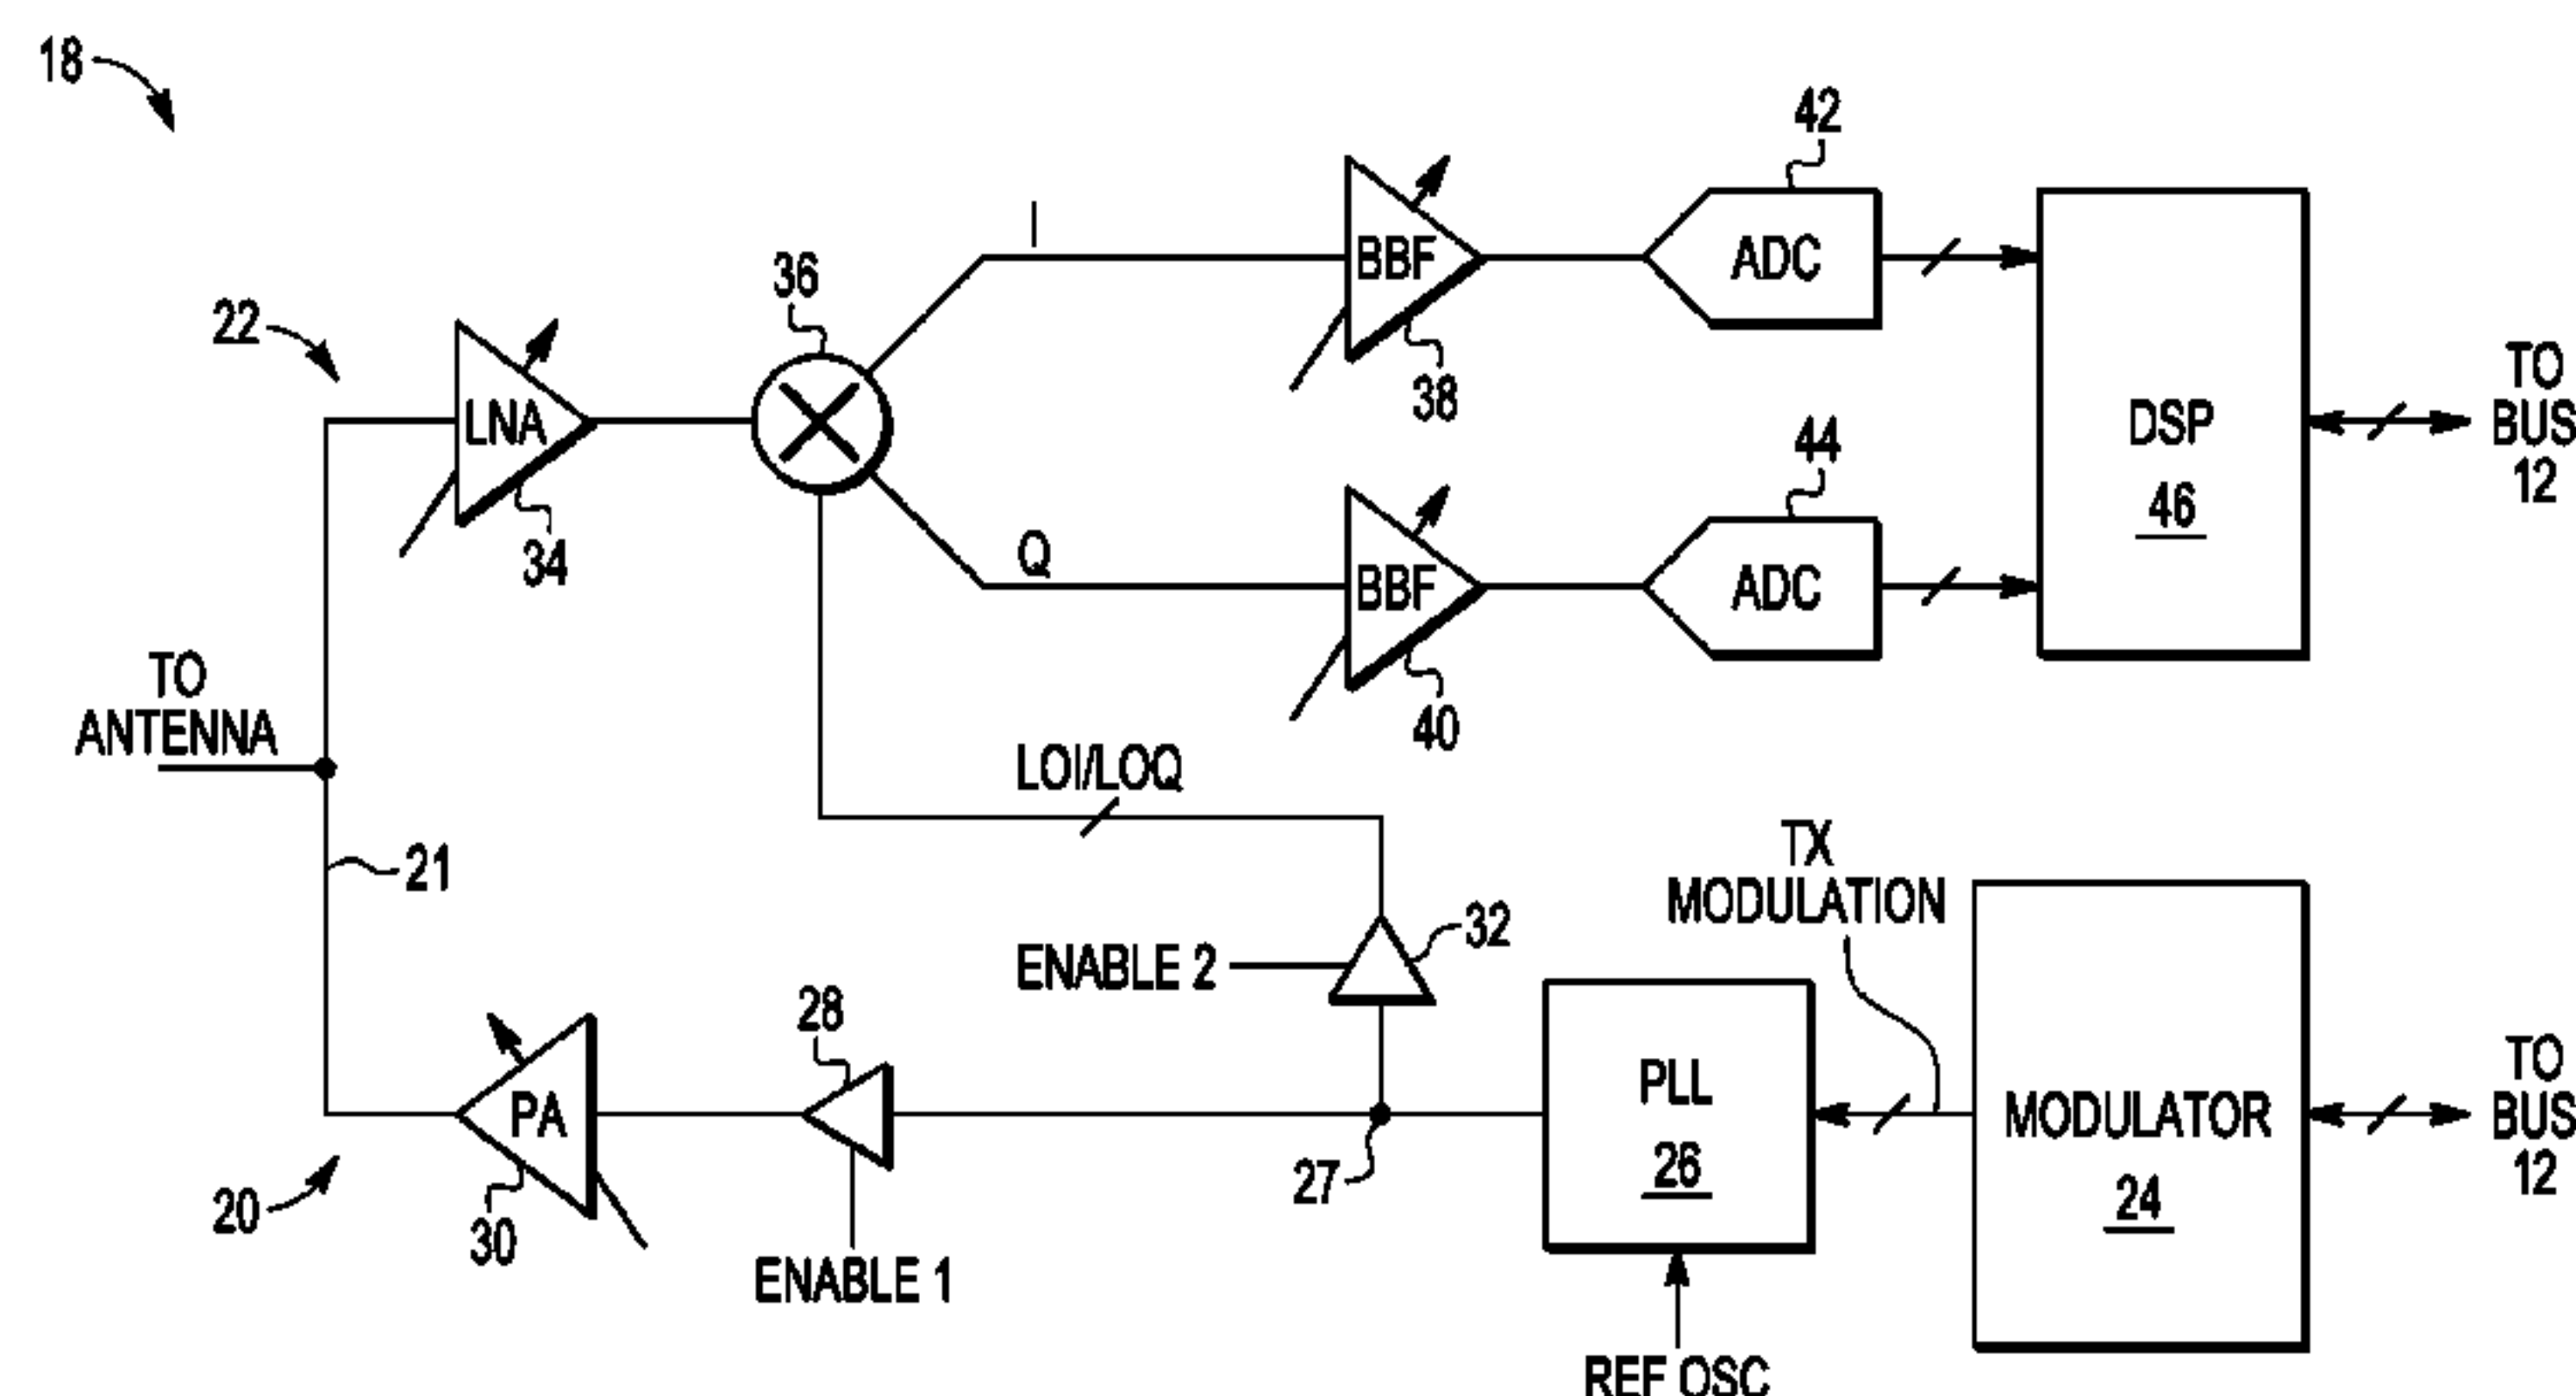 18
42
I
BBF
ADC
36
22
38
LNA
DSP
46
TO
BUS
12
44
34
Q
BBF
ADC
40
TO
ANTENNA
LOI/LOQ
21
TX
MODULATION
32
ENABLE 2
28
PLL
26
MODULATOR
24
TO
BUS
12
PA
27
20
30
ENABLE 1
REF OSC